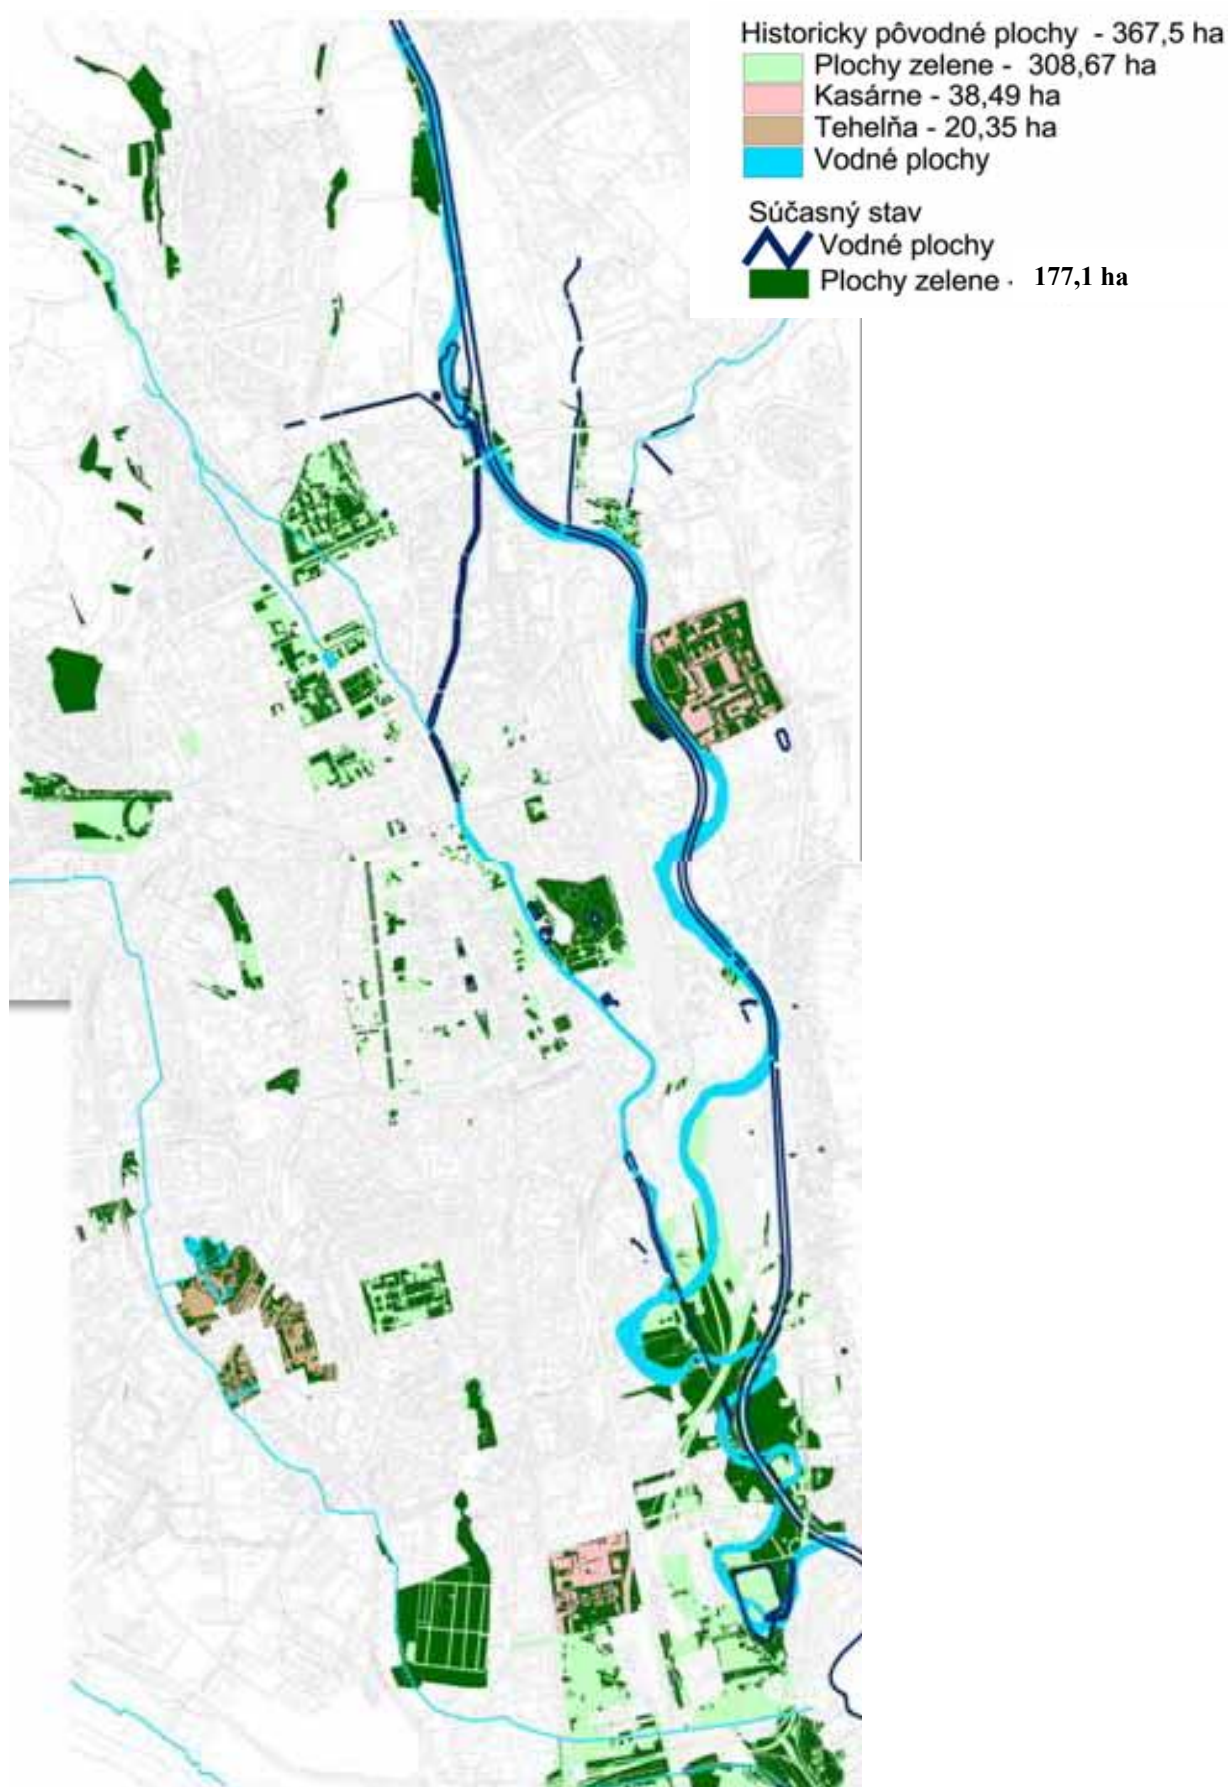 Historicky pôvodné plochy - 367,5 ha
Plochy zelene - 308,67 ha
Kasárne - 38,49 ha
Tehelňa - 20,35 ha
Vodné plochy
Súčasný stav
Vodné plochy
Plochy zelene - 177,1 ha